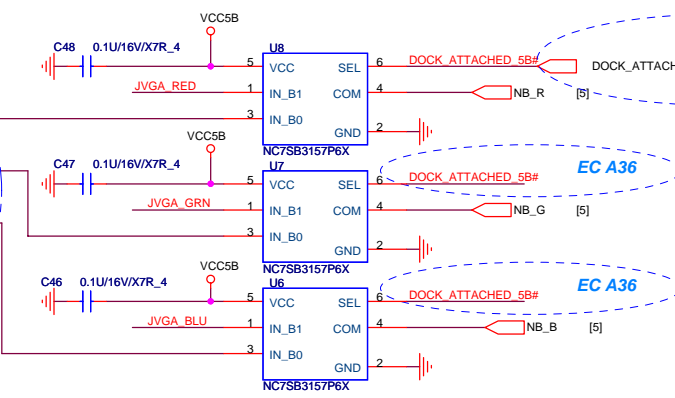 VCC5B
C48 0.1U/16V/X7R_4 U8
5 VCC SEL 6 DOCK_ATTACHED_5B# DOCK_ATTACH
JVGA_RED 1 IN_B1 COM 4 NB_R [5]
3 IN_B0
GND 2
NC7SB3157P6X
VCC5B
C47 0.1U/16V/X7R_4 U7 EC A36
5 VCC SEL 6 DOCK_ATTACHED_5B#
JVGA_GRN 1 IN_B1 COM 4 NB_G [5]
3 IN_B0
GND 2
NC7SB3157P6X
VCC5B
C46 0.1U/16V/X7R_4 U6 EC A36
5 VCC SEL 6 DOCK_ATTACHED_5B#
JVGA_BLU 1 IN_B1 COM 4 NB_B [5]
3 IN_B0
GND 2
NC7SB3157P6X